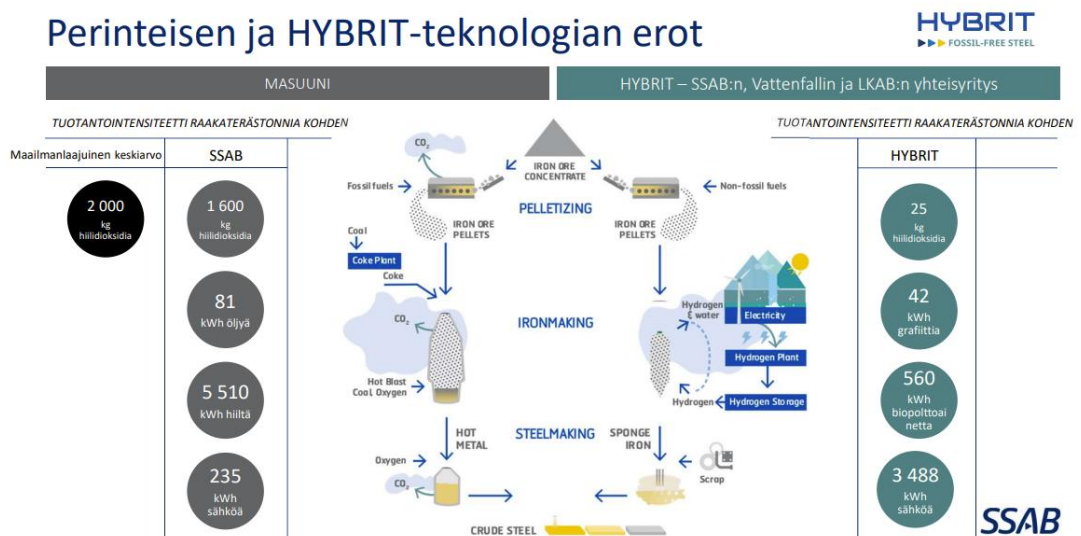 Perinteisen ja HYBRIT-teknologian erot
HYBRIT
FOSSIL-FREE STEEL
MASUUNI
HYBRIT – SSAB:n, Vattenfallin ja LKAB:n yhteisyritys
TUOTANTOINTENSITEETTI RAAKATERÄSTONNIA KOHDEN
Maailmanlaajuinen keskiarvo
SSAB
2 000
kg
hiilidioksidia
1 600
kg
hiilidioksidia
81
kWh öljyä
5 510
kWh hiiltä
235
kWh
sähköä
CO2
IRON ORE
CONCENTRATE
Fossil fuels
Non-fossil fuels
PELLETIZING
IRON ORE
PELLETS
IRON ORE
PELLETS
Coal
Coke Plant
Coke
CO2
IRONMAKING
Hydrogen
& water
Electricity
Hydrogen Plant
Hot Blast
Coal, Oxygen
Hydrogen
Hydrogen Storage
HOT
METAL
STEELMAKING
SPONGE
IRON
Oxygen
CO2
Scrap
CRUDE STEEL
TUOTANTOINTENSITEETTI RAAKATERÄSTONNIA KOHDEN
HYBRIT
25
kg
hiilidioksidia
42
kWh
grafiittia
560
kWh
biopolttoai
netta
3 488
kWh
sähköä
SSAB